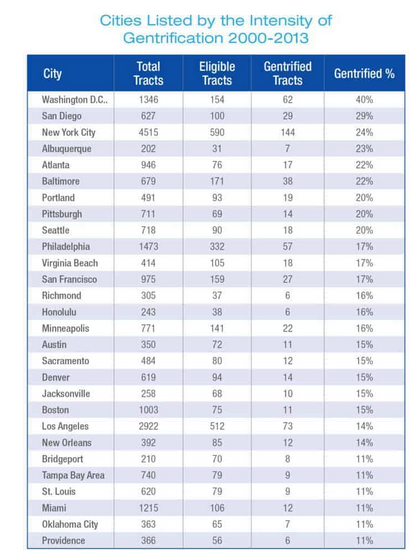 Cities Listed by the Intensity of
Gentrification 2000-2013
City Total Tracts Eligible Tracts Gentrified Tracts Gentrified %
Washington D.C.. 1346 154 62 40%
San Diego 627 100 29 29%
New York City 4515 590 144 24%
Albuquerque 202 31 7 23%
Atlanta 946 76 17 22%
Baltimore 679 171 38 22%
Portland 491 93 19 20%
Pittsburgh 711 69 14 20%
Seattle 718 90 18 20%
Philadelphia 1473 332 57 17%
Virginia Beach 414 105 18 17%
San Francisco 975 159 27 17%
Richmond 305 37 6 16%
Honolulu 243 38 6 16%
Minneapolis 771 141 22 16%
Austin 350 72 11 15%
Sacramento 484 80 12 15%
Denver 619 94 14 15%
Jacksonville 258 68 10 15%
Boston 1003 75 11 15%
Los Angeles 2922 512 73 14%
New Orleans 392 85 12 14%
Bridgeport 210 70 8 11%
Tampa Bay Area 740 79 9 11%
St. Louis 620 79 9 11%
Miami 1215 106 12 11%
Oklahoma City 363 65 7 11%
Providence 366 56 6 11%